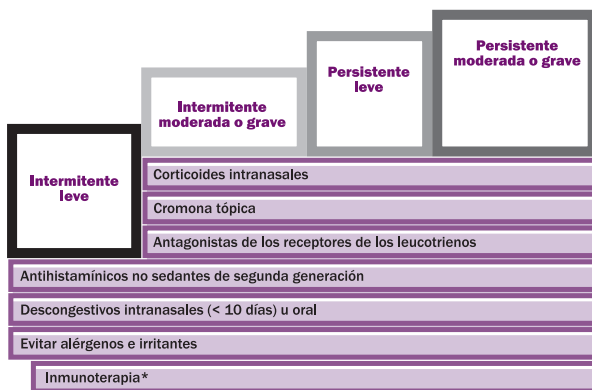 Persistente
moderada o grave
Persistente
leve
Intermitente
moderada o grave
Intermitente
leve
Corticoides intranasales
Cromona tópica
Antagonistas de los receptores de los leucotrienos
Antihistamínicos no sedantes de segunda generación
Descongestivos intranasales (< 10 días) u oral
Evitar alérgenos e irritantes
Inmunoterapia*